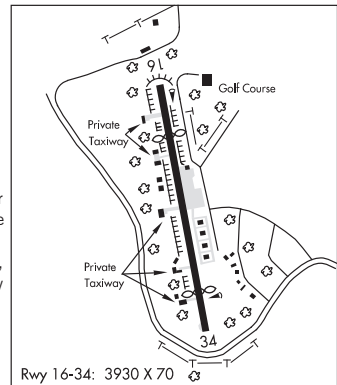 16
Golf Course
Private
Taxiway
Private
Taxiway
34
Rwy 16-34: 3930 X 70